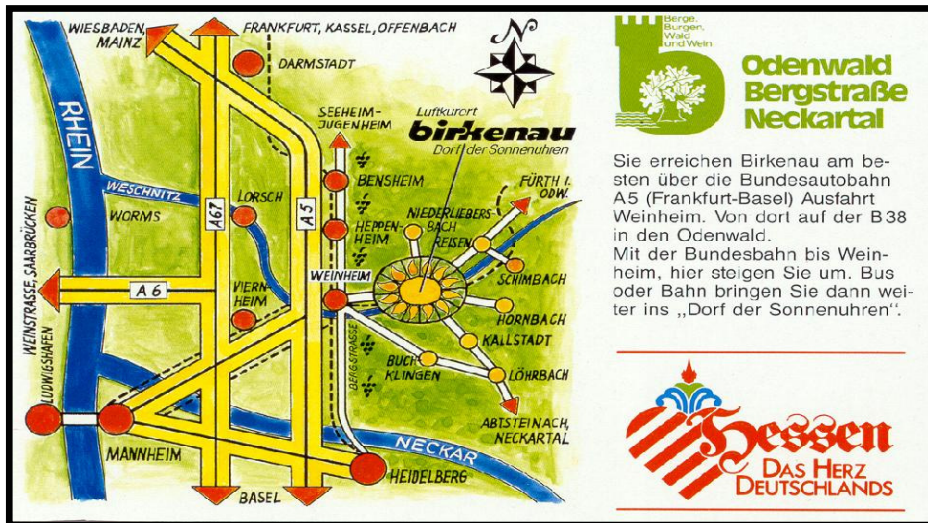 WIESBADEN,
MAINZ
FRANKFURT, KASSEL, OFFENBACH
DARMSTADT
N
SEEHEIM-
JUGENHEIM
Luftkurort
birkenau
Dorf der Sonnenuhren
RHEIN
WESCHNITZ
LORSCH
BENSHEIM
FÜRTH I.
ODW.
WORMS
A67
A5
HEPPEN-
HEIM
NIEDERLIEBERS-
BACH
REISEN
WEINSTRASSE, SAARBRÜCKEN
WEINHEIM
SCHIMBACH
A 6
VIERN-
HEIM
HORNBACH
KALLSTADT
BERGSTRASSE
BUCH
KLINGEN
LÖHRBACH
LUDWIGSHAFEN
ABTSTEINACH,
NECKARTAL
MANNHEIM
NECKAR
HEIDELBERG
BASEL
Berge,
Burgen,
Wald
und Wein
Odenwald
Bergstraße
Neckartal
Sie erreichen Birkenau am be-
sten über die Bundesautobahn
A5 (Frankfurt-Basel) Ausfahrt
Weinheim. Von dort auf der B 38
in den Odenwald.
Mit der Bundesbahn bis Wein-
heim, hier steigen Sie um. Bus
oder Bahn bringen Sie dann wei-
ter ins „Dorf der Sonnenuhren“.
Hessen
DAS HERZ
DEUTSCHLANDS